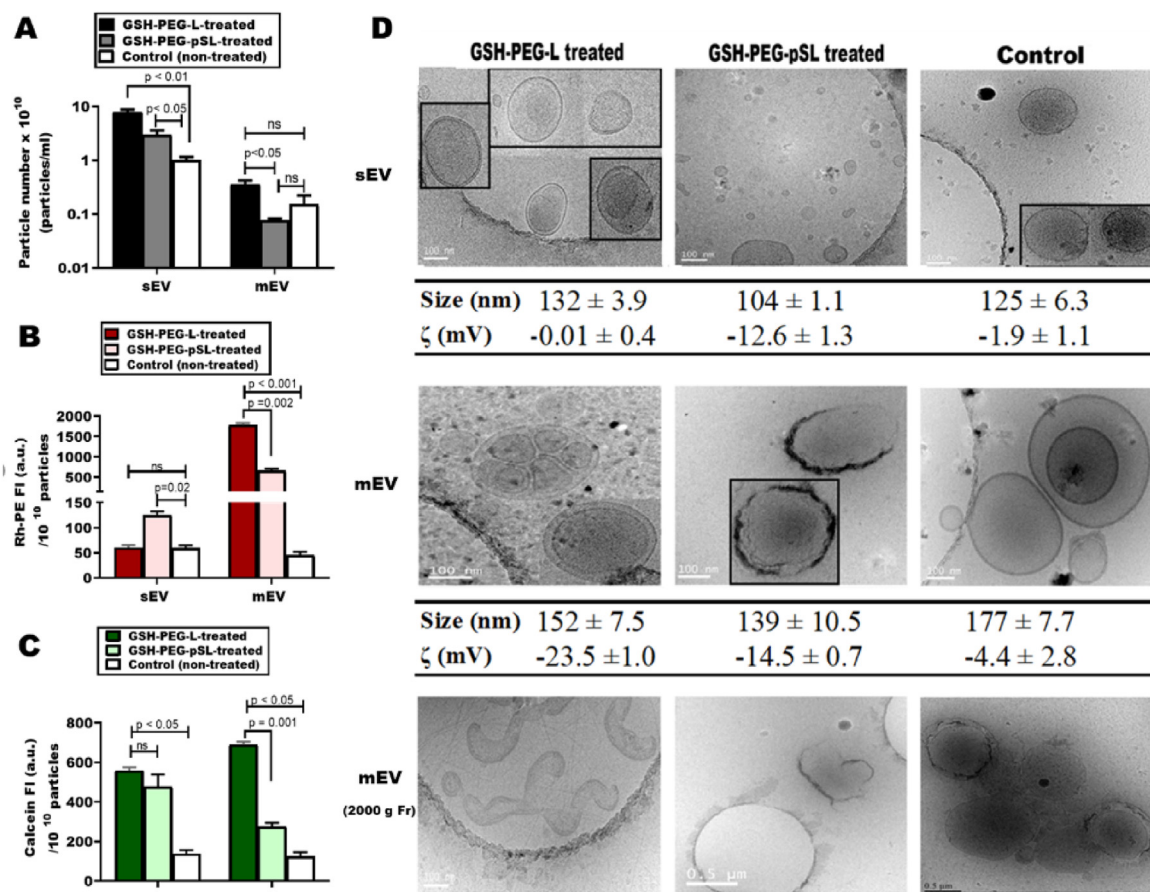 A
GSH-PEG-L-treated
GSH-PEG-pSL-treated
Control (non-treated)
p < 0.01
p< 0.05
ns
p<0.05
ns
Particle number x 10^10
(particles/ml)
10
1
0.1
0.01
sEV mEV
B
GSH-PEG-L-treated
GSH-PEG-pSL-treated
Control (non-treated)
p < 0.001
p =0.002
ns
p=0.02
Rh-PE FI (a.u.)
/10^10 particles
2000
1500
1000
500
150
100
50
0
sEV mEV
C
GSH-PEG-L-treated
GSH-PEG-pSL-treated
Control (non-treated)
p < 0.05
p < 0.05
p = 0.001
ns
Calcein FI (a.u.)
/10^10 particles
800
600
400
200
0
sEV mEV
D
GSH-PEG-L treated GSH-PEG-pSL treated Control
sEV
100 nm 100 nm 100 nm
Size (nm) 132 ± 3.9 104 ± 1.1 125 ± 6.3
ζ (mV) -0.01 ± 0.4 -12.6 ± 1.3 -1.9 ± 1.1
mEV
100 nm 100 nm 100 nm
Size (nm) 152 ± 7.5 139 ± 10.5 177 ± 7.7
ζ (mV) -23.5 ±1.0 -14.5 ± 0.7 -4.4 ± 2.8
mEV
(2000 g Fr)
100 nm 0.5 µm 0.5 µm